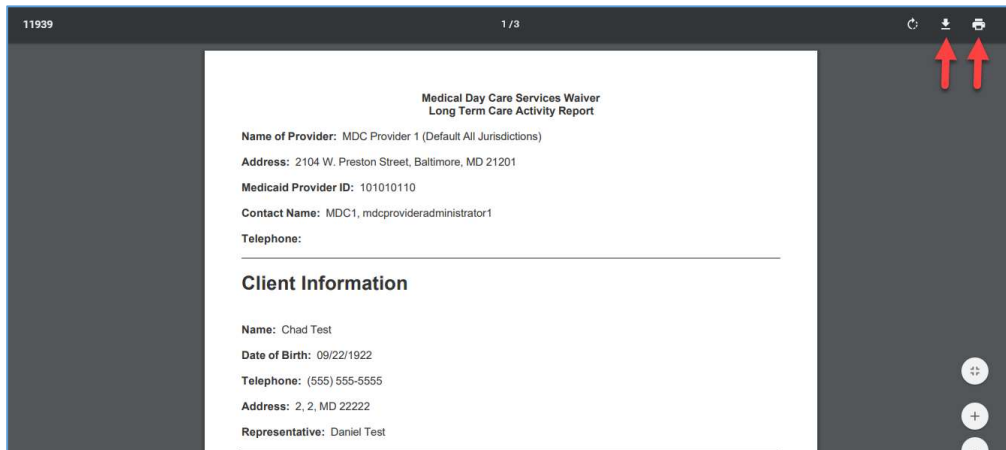 11939
1 / 3
Medical Day Care Services Waiver
Long Term Care Activity Report
Name of Provider: MDC Provider 1 (Default All Jurisdictions)
Address: 2104 W. Preston Street, Baltimore, MD 21201
Medicaid Provider ID: 101010110
Contact Name: MDC1, mdcprovideradministrator1
Telephone:
Client Information
Name: Chad Test
Date of Birth: 09/22/1922
Telephone: (555) 555-5555
Address: 2, 2, MD 22222
Representative: Daniel Test